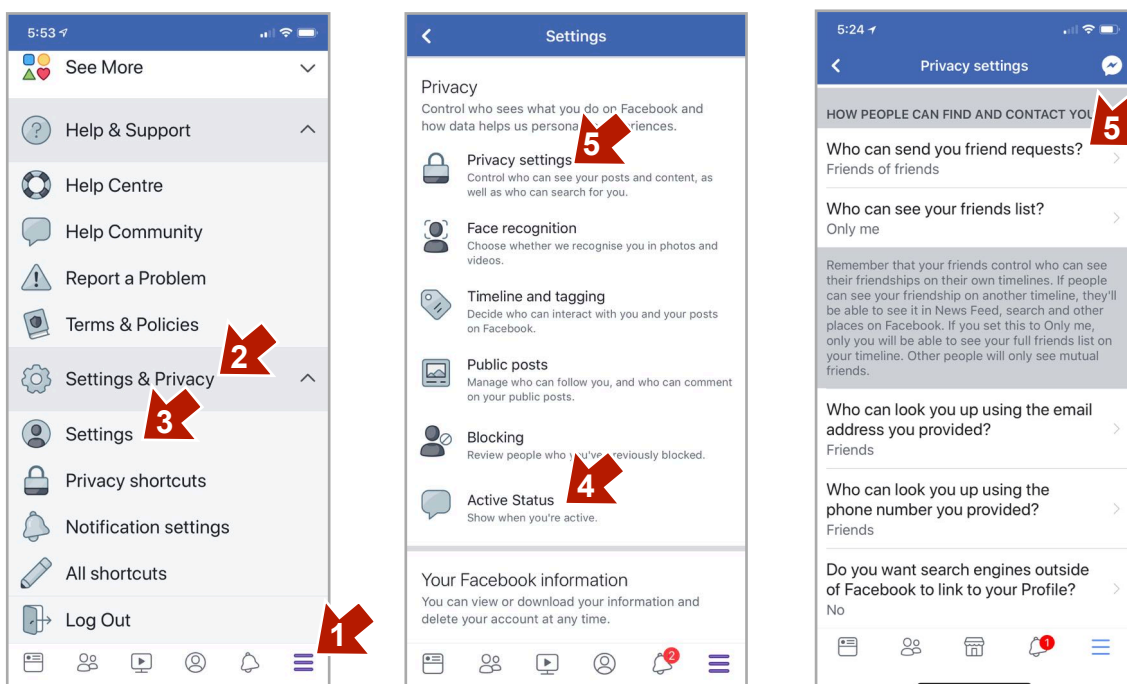 5:53
See More
Help & Support
Help Centre
Help Community
Report a Problem
Terms & Policies
2
Settings & Privacy
3
Settings
Privacy shortcuts
Notification settings
All shortcuts
Log Out
1
Settings
Privacy
Control who sees what you do on Facebook and
how data helps us
5
Privacy settings
Control who can see your posts and content, as
well as who can search for you.
Face recognition
Choose whether we recognise you in photos and
videos.
Timeline and tagging
Decide who can interact with you and your posts
on Facebook.
Public posts
Manage who can follow you, and who can comment
on your public posts.
Blocking
Review people who you've previously blocked.
4
Active Status
Show when you're active.
Your Facebook information
You can view or download your information and
delete your account at any time.
2
5:24
Privacy settings
HOW PEOPLE CAN FIND AND CONTACT YOU
5
Who can send you friend requests?
Friends of friends
Who can see your friends list?
Only me
Remember that your friends control who can see
their friendships on their own timelines. If people
can see your friendship on another timeline, they'll
be able to see it in News Feed, search and other
places on Facebook. If you set this to Only me,
only you will be able to see your full friends list on
your timeline. Other people will only see mutual
friends.
Who can look you up using the email
address you provided?
Friends
Who can look you up using the
phone number you provided?
Friends
Do you want search engines outside
of Facebook to link to your Profile?
No
1